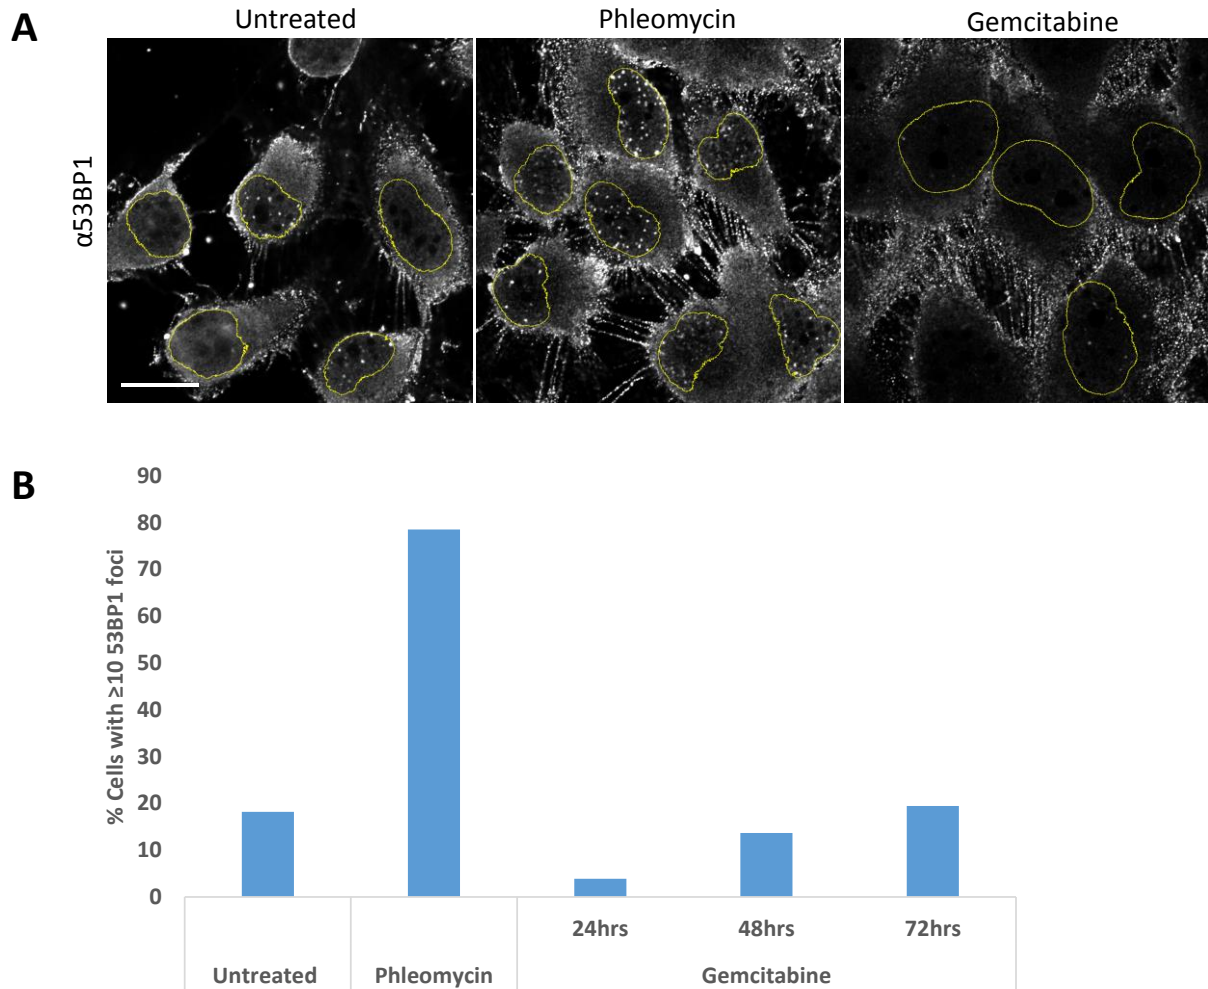 A
Untreated
Phleomycin
Gemcitabine
α53BP1
B
% Cells with ≥10 53BP1 foci
90
80
70
60
50
40
30
20
10
0
24hrs
48hrs
72hrs
Untreated
Phleomycin
Gemcitabine